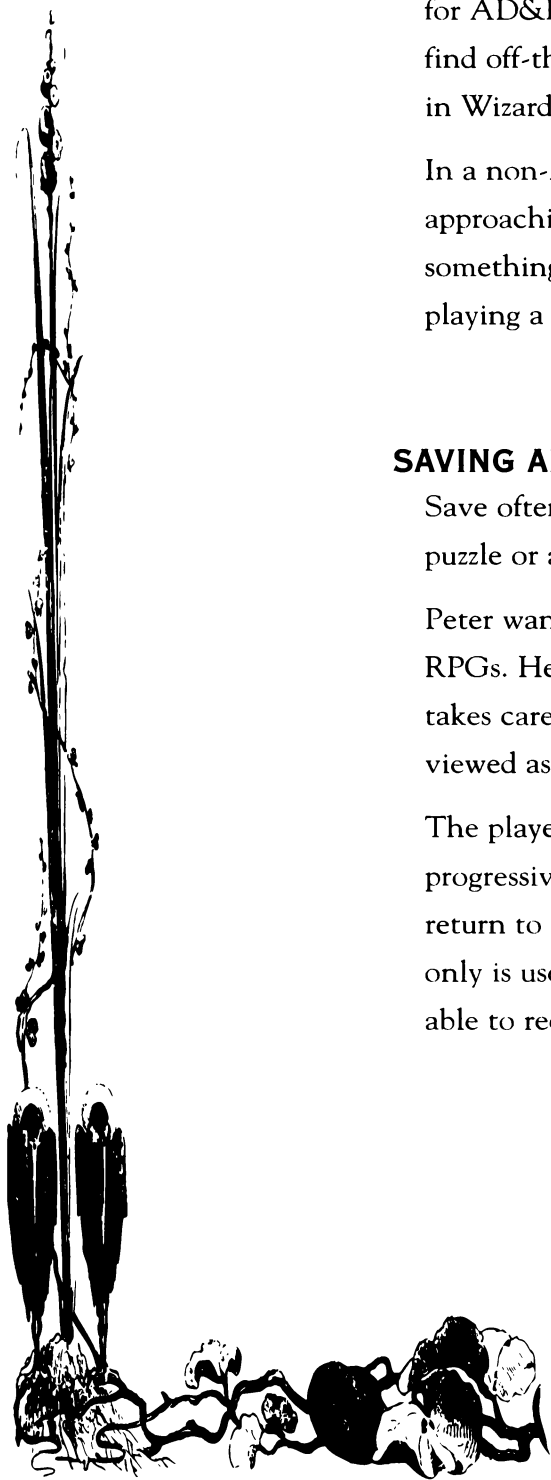 for AD&
find off-th
in Wizard
In a non-
approachi
something
playing a
SAVING A
Save ofte
puzzle or a
Peter wan
RPGs. He
takes care
viewed as
The playe
progressiv
return to
only is use
able to re